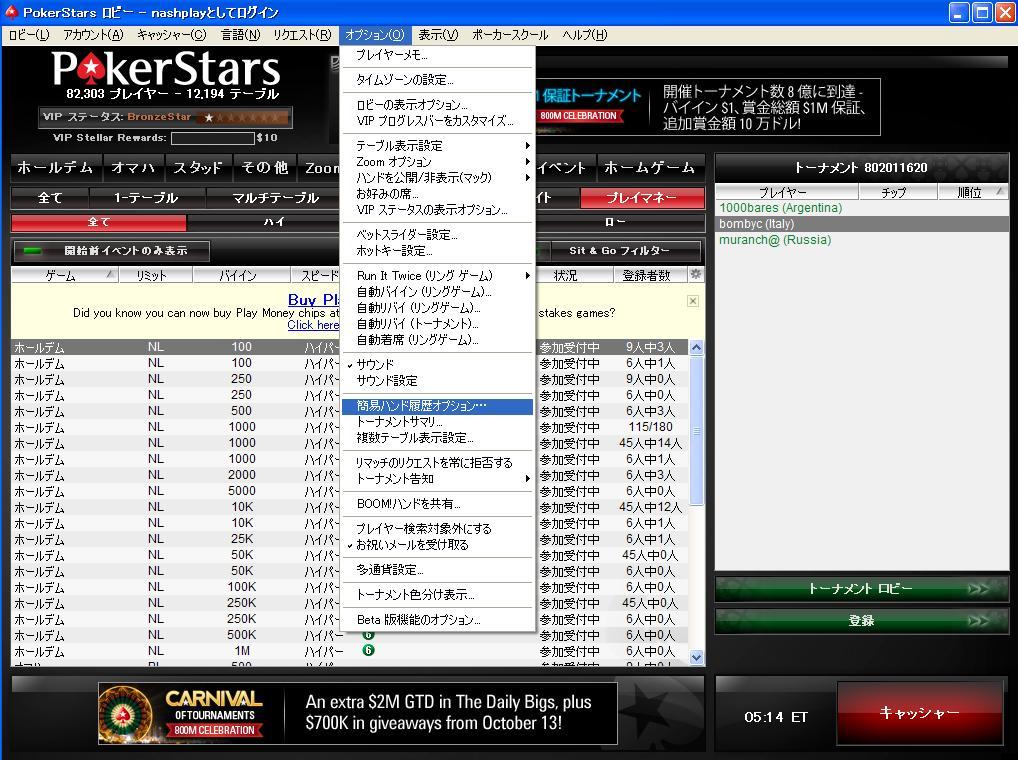 PokerStars ロビー - nashplayとしてログイン
ロビー(L) アカウント(A) キャッシャー(C) 言語(N) リクエスト(R) オプション(O) 表示(V) ポーカースクール ヘルプ(H)
PokerStars
82,303 プレイヤー - 12,194 テーブル
VIP ステータス: BronzeStar
VIP Stellar Rewards: $10
保証トーナメント
800M CELEBRATION
開催トーナメント数 8 億に到達 -
バイイン $1、賞金総額 $1M 保証、
追加賞金額 10 万ドル!
ホールデム オマハ スタッド その他 Zoom イベント ホームゲーム
全て 1-テーブル マルチテーブル プレイマネー
全て ハイ ロー
開始前イベントのみ表示 Sit & Go フィルター
ゲーム リミット バイイン スピード 状況 登録者数
Did you know you can now buy Play Money chips at stakes games?
Click here
ホールデム NL 100 ハイパー 参加受付中 9人中3人
ホールデム NL 100 ハイパー 参加受付中 6人中1人
ホールデム NL 250 ハイパー 参加受付中 9人中0人
ホールデム NL 250 ハイパー 参加受付中 6人中0人
ホールデム NL 500 ハイパー 参加受付中 6人中3人
ホールデム NL 1000 ハイパー 参加受付中 115/180
ホールデム NL 1000 ハイパー 参加受付中 45人中14人
ホールデム NL 1000 ハイパー 参加受付中 6人中1人
ホールデム NL 2000 ハイパー 参加受付中 6人中3人
ホールデム NL 5000 ハイパー 参加受付中 6人中0人
ホールデム NL 10K ハイパー 参加受付中 45人中12人
ホールデム NL 10K ハイパー 参加受付中 6人中1人
ホールデム NL 25K ハイパー 参加受付中 6人中1人
ホールデム NL 50K ハイパー 参加受付中 45人中0人
ホールデム NL 50K ハイパー 参加受付中 6人中0人
ホールデム NL 100K ハイパー 参加受付中 6人中0人
ホールデム NL 250K ハイパー 参加受付中 45人中0人
ホールデム NL 250K ハイパー 参加受付中 6人中0人
ホールデム NL 500K ハイパー 6 参加受付中 6人中0人
ホールデム NL 1M ハイパー 6 参加受付中 6人中0人
プレイヤーメモ...
タイムゾーンの設定...
ロビーの表示オプション...
VIP プログレスバーをカスタマイズ...
テーブル表示設定
Zoom オプション
ハンドを公開/非表示(マック)
お好みの席...
VIP ステータスの表示オプション...
ベットスライダー設定...
ホットキー設定...
Run It Twice (リング ゲーム)
自動バイイン (リングゲーム)...
自動リバイ (リングゲーム)...
自動リバイ (トーナメント)...
自動着席 (リングゲーム)...
サウンド
サウンド設定
簡易ハンド履歴オプション…
トーナメントサマリ...
複数テーブル表示設定...
リマッチのリクエストを常に拒否する
トーナメント告知
BOOM!ハンドを共有...
プレイヤー検索対象外にする
お祝いメールを受け取る
多通貨設定...
トーナメント色分け表示...
Beta 版機能のオプション...
トーナメント 802011620
プレイヤー チップ 順位
1000bares (Argentina)
bombyc (Italy)
muranch@ (Russia)
トーナメント ロビー
登録
CARNIVAL
OF TOURNAMENTS
800M CELEBRATION
An extra $2M GTD in The Daily Bigs, plus
$700K in giveaways from October 13!
05:14 ET
キャッシャー